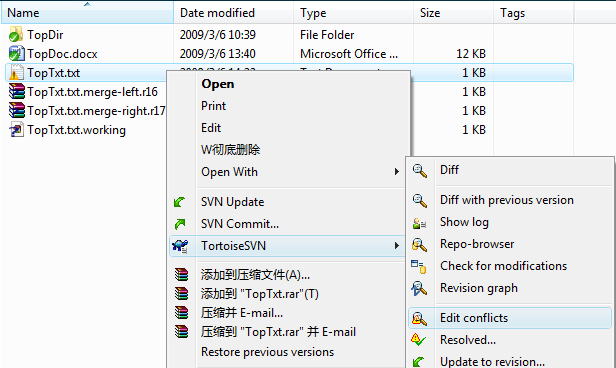 Name Date modified Type Size Tags
TopDir 2009/3/6 10:39 File Folder
TopDoc.docx 2009/3/6 13:40 Microsoft Office ... 12 KB
TopTxt.txt 1 KB
TopTxt.txt.merge-left.r16 1 KB
TopTxt.txt.merge-right.r17 1 KB
TopTxt.txt.working 1 KB
Open
Print
Edit
W彻底删除
Open With
SVN Update
SVN Commit...
TortoiseSVN
添加到压缩文件(A)...
添加到 "TopTxt.rar"(T)
压缩并 E-mail...
压缩到 "TopTxt.rar" 并 E-mail
Restore previous versions
Diff
Diff with previous version
Show log
Repo-browser
Check for modifications
Revision graph
Edit conflicts
Resolved...
Update to revision...